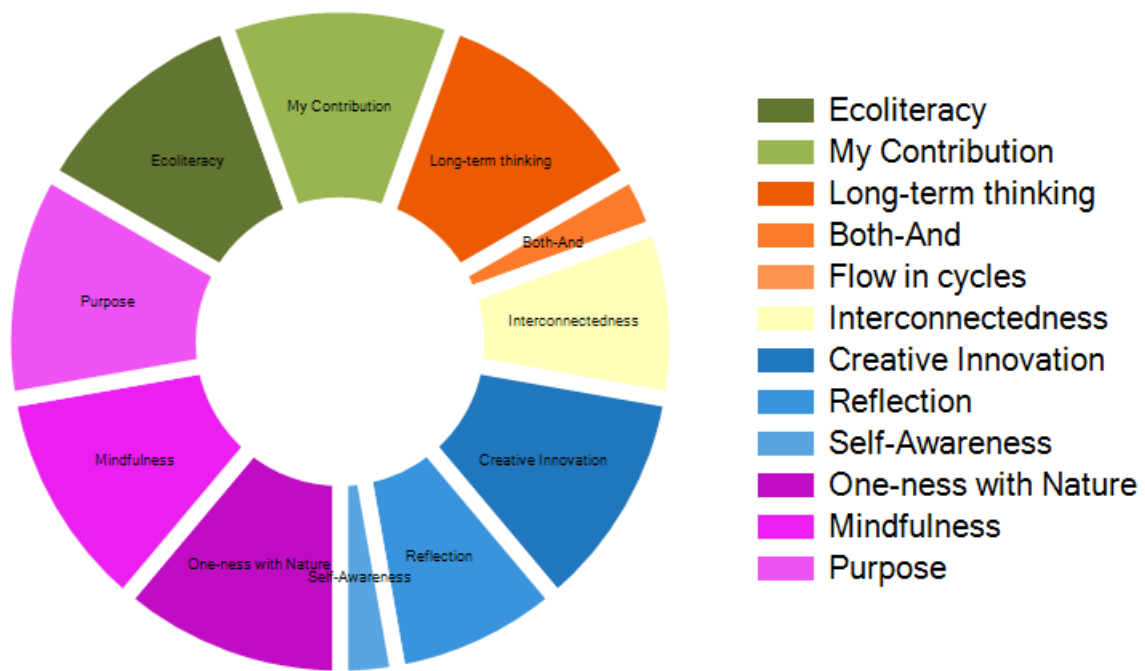 My Contribution
Ecoliteracy
Long-term thinking
Both-And
Purpose
Interconnectedness
Mindfulness
Creative Innovation
One-ness with Nature
Self-Awareness
Reflection
Ecoliteracy
My Contribution
Long-term thinking
Both-And
Flow in cycles
Interconnectedness
Creative Innovation
Reflection
Self-Awareness
One-ness with Nature
Mindfulness
Purpose